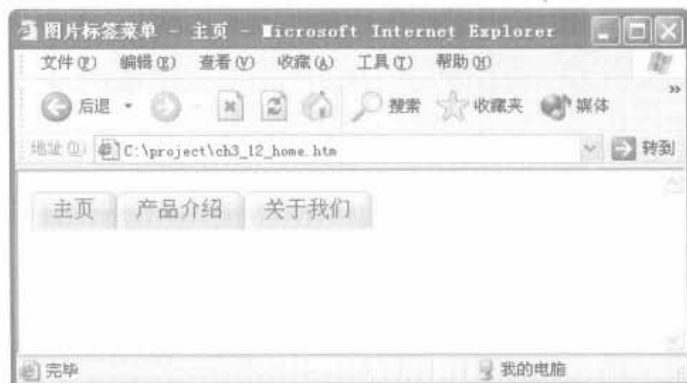 图片标签菜单 - 主页 - Microsoft Internet Explorer
文件(F) 编辑(E) 查看(V) 收藏(A) 工具(T) 帮助(H)
后退 搜索 收藏夹 媒体 »
地址(D) C:\project\ch3_12_home.htm 转到
主页 产品介绍 关于我们
完毕 我的电脑